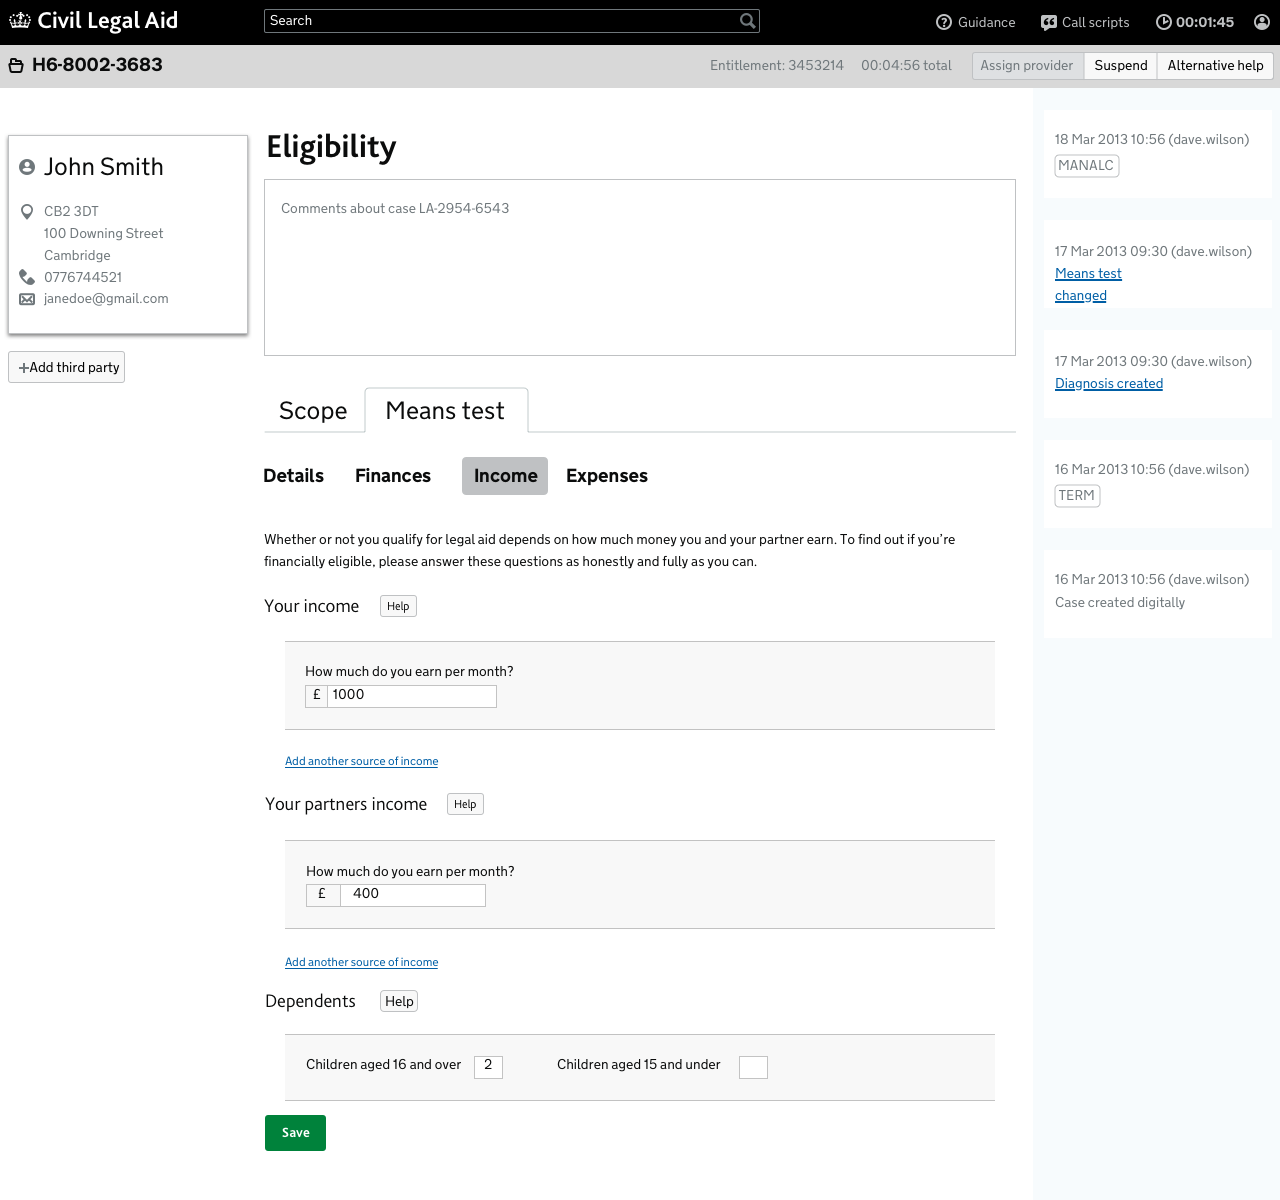 Civil Legal Aid
Search
Guidance
Call scripts
00:01:45
H6-8002-3683
Entitlement: 3453214
00:04:56 total
Assign provider
Suspend
Alternative help
John Smith
CB2 3DT
100 Downing Street
Cambridge
0776744521
janedoe@gmail.com
+Add third party
Eligibility
Comments about case LA-2954-6543
Scope
Means test
Details
Finances
Income
Expenses
Whether or not you qualify for legal aid depends on how much money you and your partner earn. To find out if you're
financially eligible, please answer these questions as honestly and fully as you can.
Your income
Help
How much do you earn per month?
£ 1000
Add another source of income
Your partners income
Help
How much do you earn per month?
£ 400
Add another source of income
Dependents
Help
Children aged 16 and over 2
Children aged 15 and under
Save
18 Mar 2013 10:56 (dave.wilson)
MANALC
17 Mar 2013 09:30 (dave.wilson)
Means test
changed
17 Mar 2013 09:30 (dave.wilson)
Diagnosis created
16 Mar 2013 10:56 (dave.wilson)
TERM
16 Mar 2013 10:56 (dave.wilson)
Case created digitally